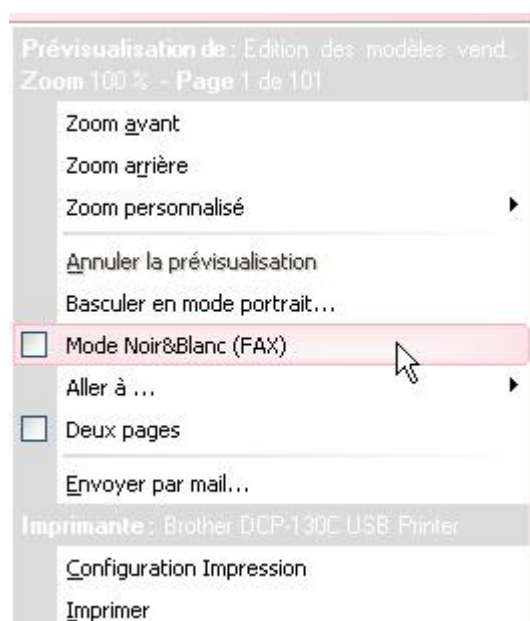 Prévisualisation de : Edition des modèles vend..
Zoom 100 % - Page 1 de 101
Zoom avant
Zoom arrière
Zoom personnalisé
Annuler la prévisualisation
Basculer en mode portrait...
Mode Noir&Blanc (FAX)
Aller à ...
Deux pages
Envoyer par mail...
Imprimante : Brother DCP-130C USB Printer
Configuration Impression
Imprimer